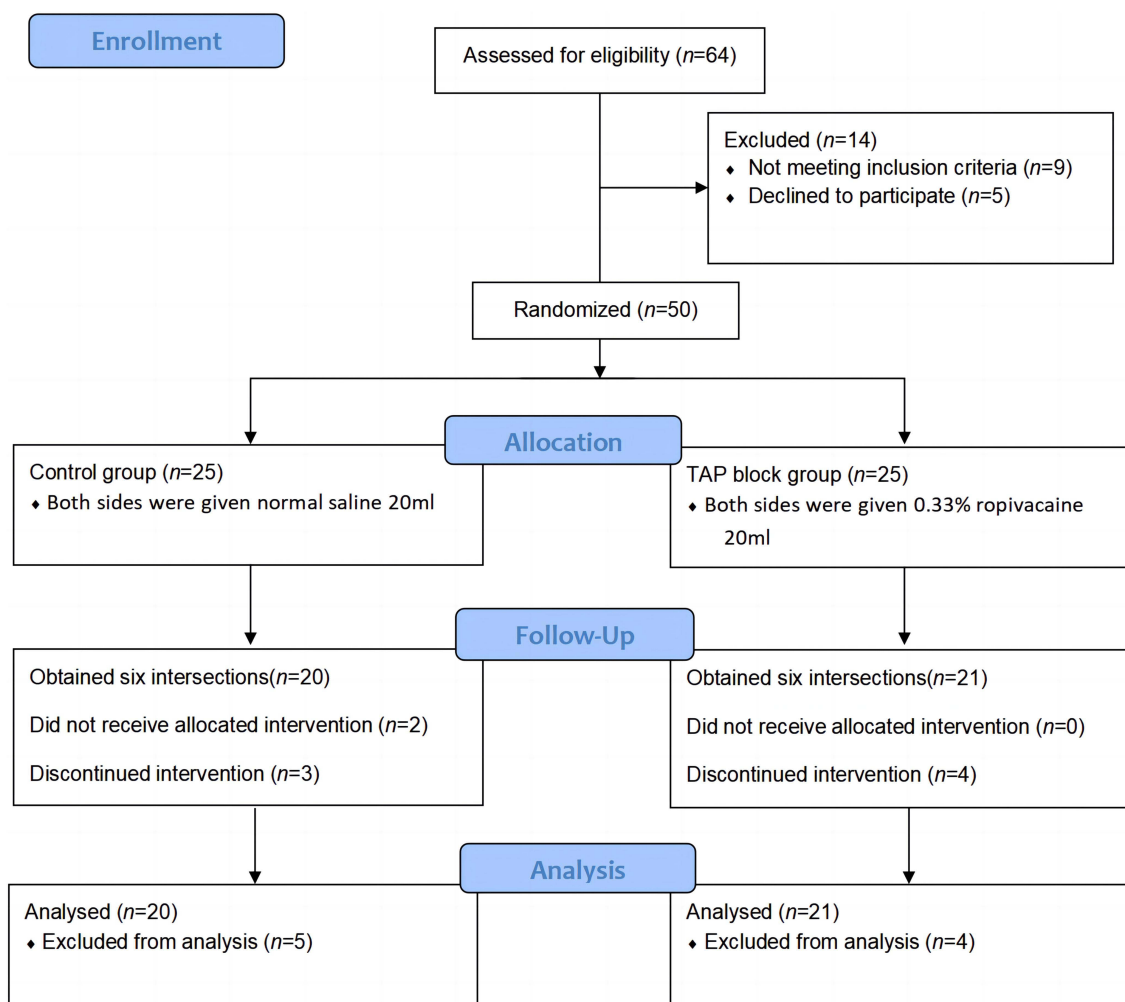 Enrollment
Assessed for eligibility (n=64)
Excluded (n=14)
♦ Not meeting inclusion criteria (n=9)
♦ Declined to participate (n=5)
Randomized (n=50)
Allocation
Control group (n=25)
♦ Both sides were given normal saline 20ml
TAP block group (n=25)
♦ Both sides were given 0.33% ropivacaine
20ml
Follow-Up
Obtained six intersections(n=20)
Did not receive allocated intervention (n=2)
Discontinued intervention (n=3)
Obtained six intersections(n=21)
Did not receive allocated intervention (n=0)
Discontinued intervention (n=4)
Analysis
Analysed (n=20)
♦ Excluded from analysis (n=5)
Analysed (n=21)
♦ Excluded from analysis (n=4)